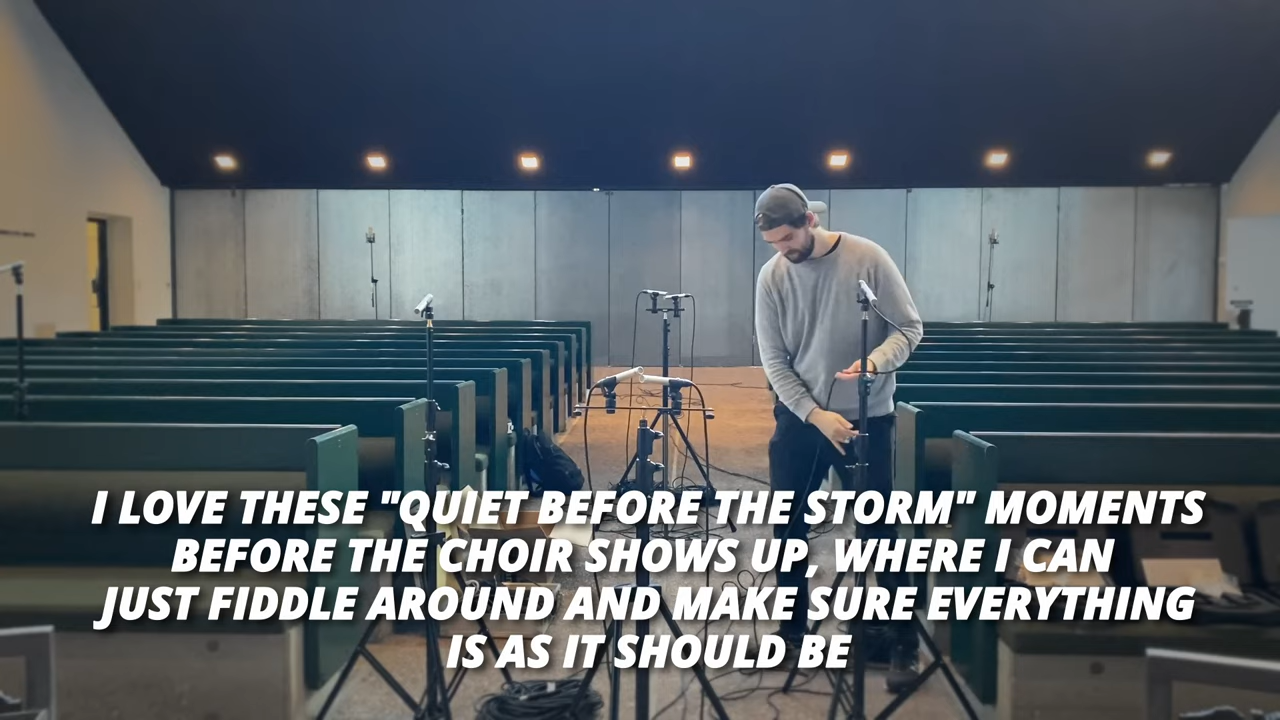 I LOVE THESE "QUIET BEFORE THE STORM" MOMENTS
BEFORE THE CHOIR SHOWS UP, WHERE I CAN
JUST FIDDLE AROUND AND MAKE SURE EVERYTHING
IS AS IT SHOULD BE